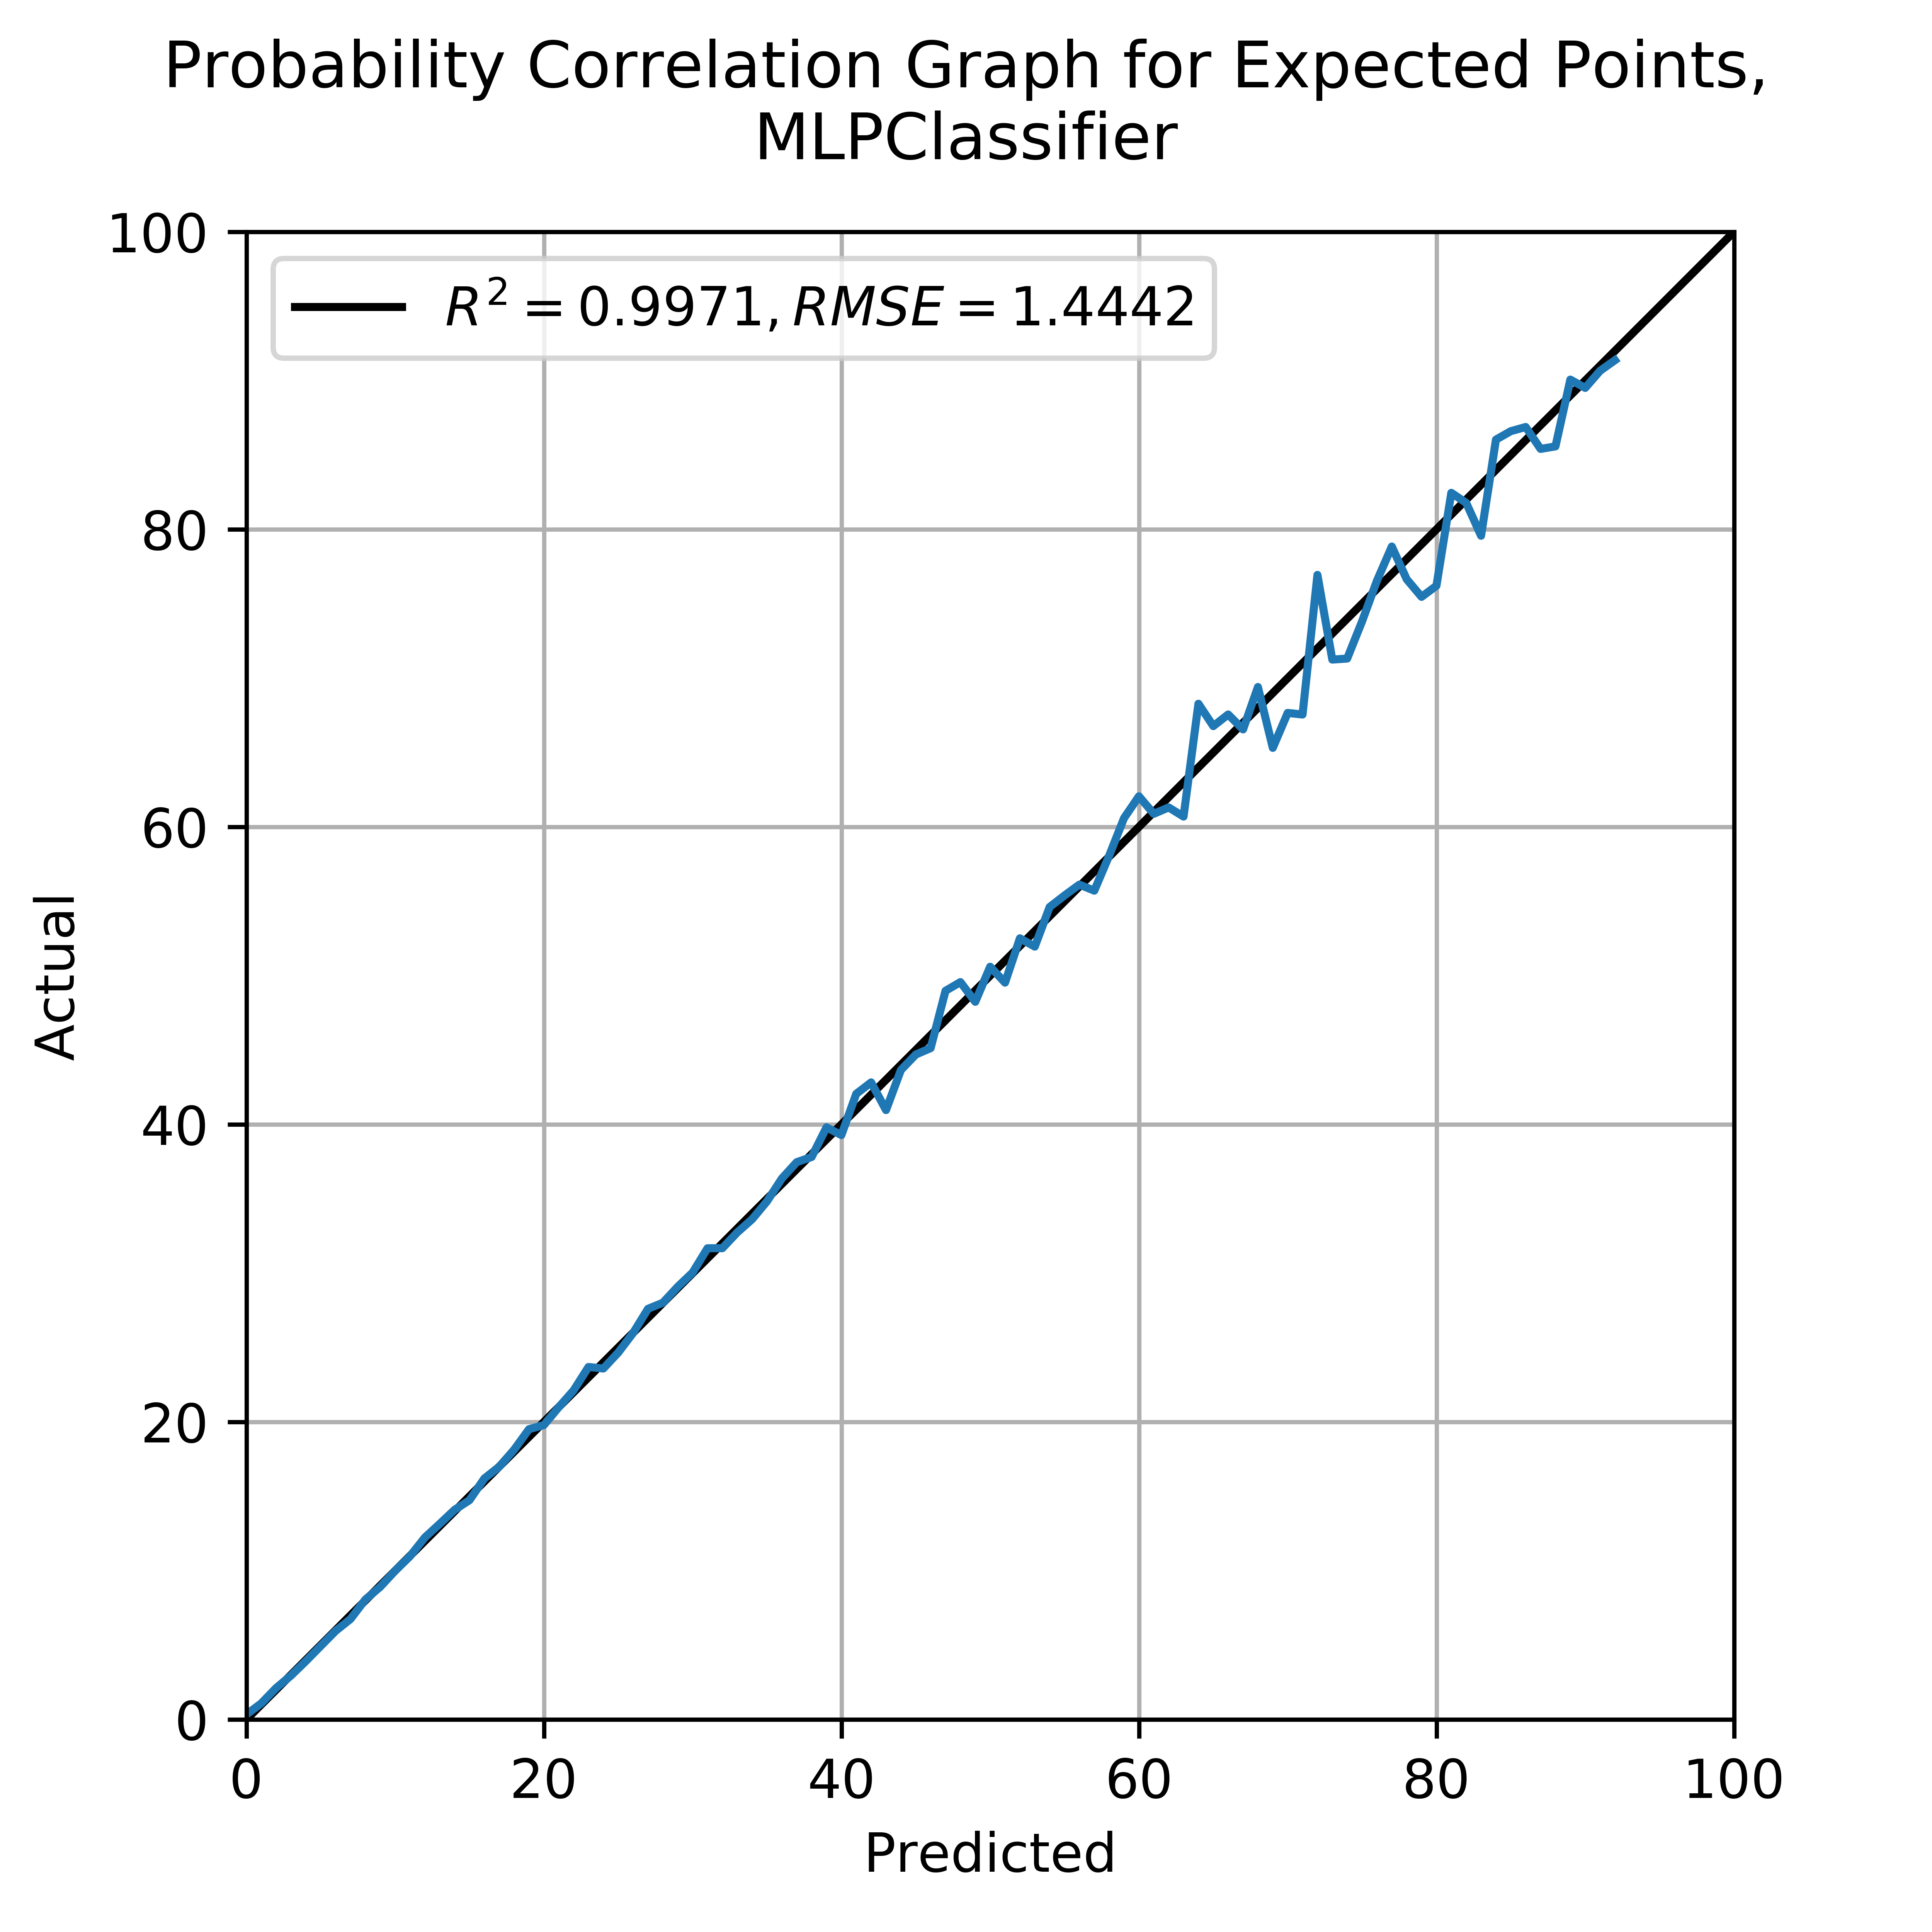 Probability Correlation Graph for Expected Points,
MLPClassifier
100
R² = 0.9971, RMSE = 1.4442
80
60
Actual
40
20
0
0 20 40 60 80 100
Predicted